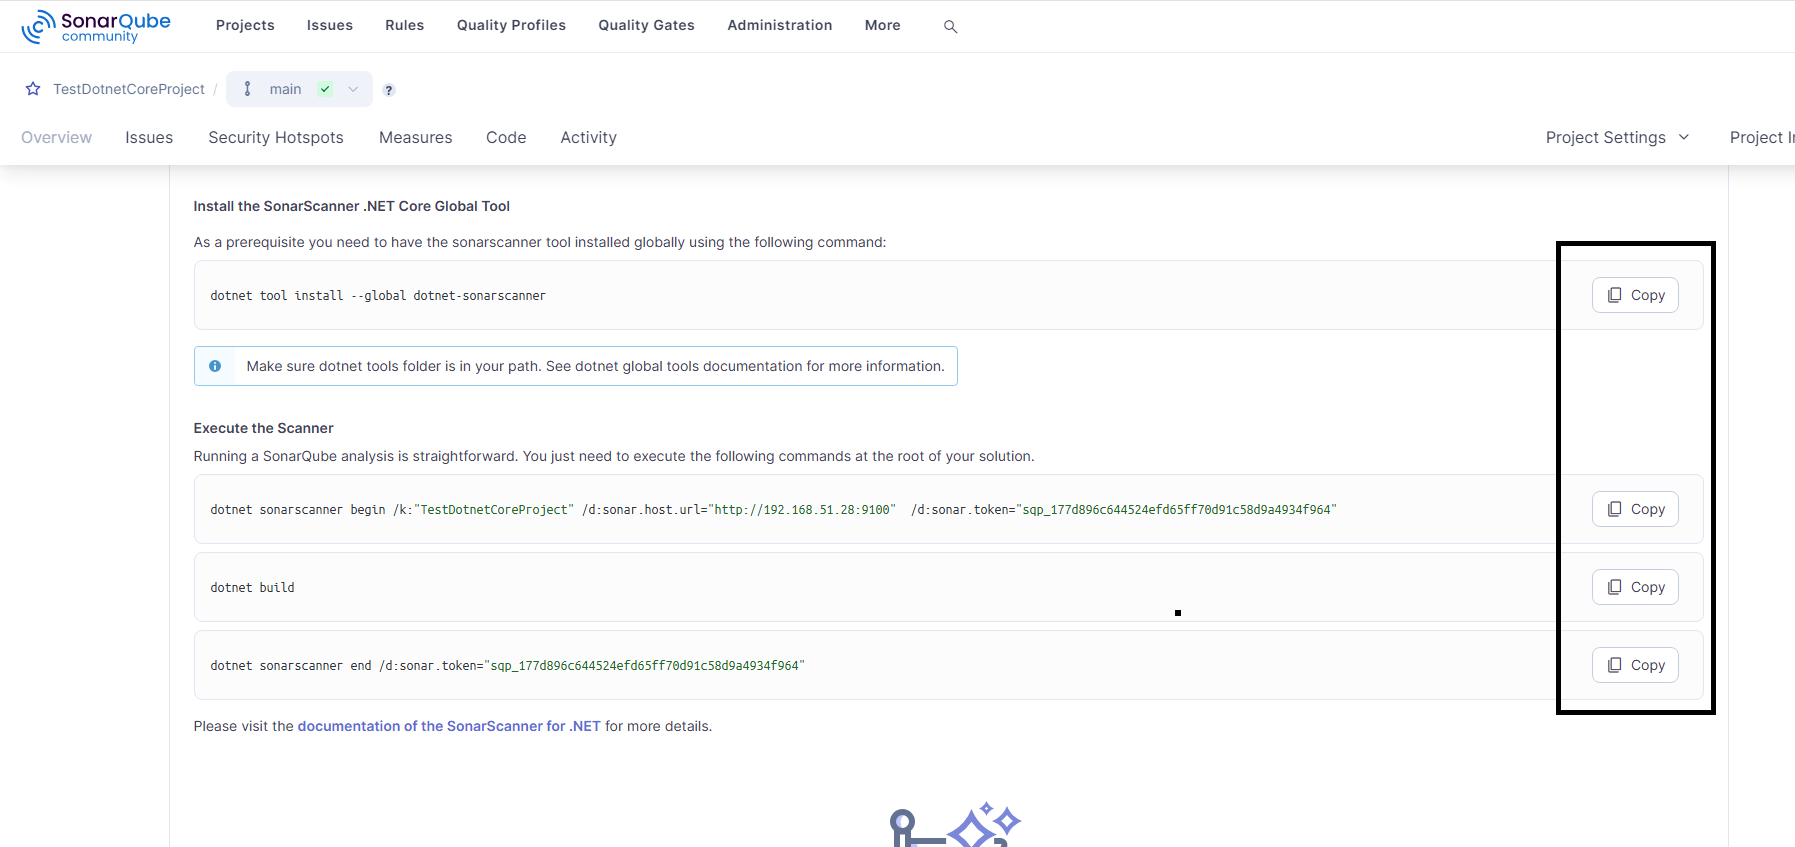 SonarQube community
Projects Issues Rules Quality Profiles Quality Gates Administration More
TestDotnetCoreProject / main ?
Overview Issues Security Hotspots Measures Code Activity Project Settings Project
Install the SonarScanner .NET Core Global Tool
As a prerequisite you need to have the sonarscanner tool installed globally using the following command:
dotnet tool install --global dotnet-sonarscanner Copy
Make sure dotnet tools folder is in your path. See dotnet global tools documentation for more information.
Execute the Scanner
Running a SonarQube analysis is straightforward. You just need to execute the following commands at the root of your solution.
dotnet sonarscanner begin /k:"TestDotnetCoreProject" /d:sonar.host.url="http://192.168.51.28:9100" /d:sonar.token="sqp_177d896c644524efd65ff70d91c58d9a4934f964" Copy
dotnet build Copy
dotnet sonarscanner end /d:sonar.token="sqp_177d896c644524efd65ff70d91c58d9a4934f964" Copy
Please visit the documentation of the SonarScanner for .NET for more details.